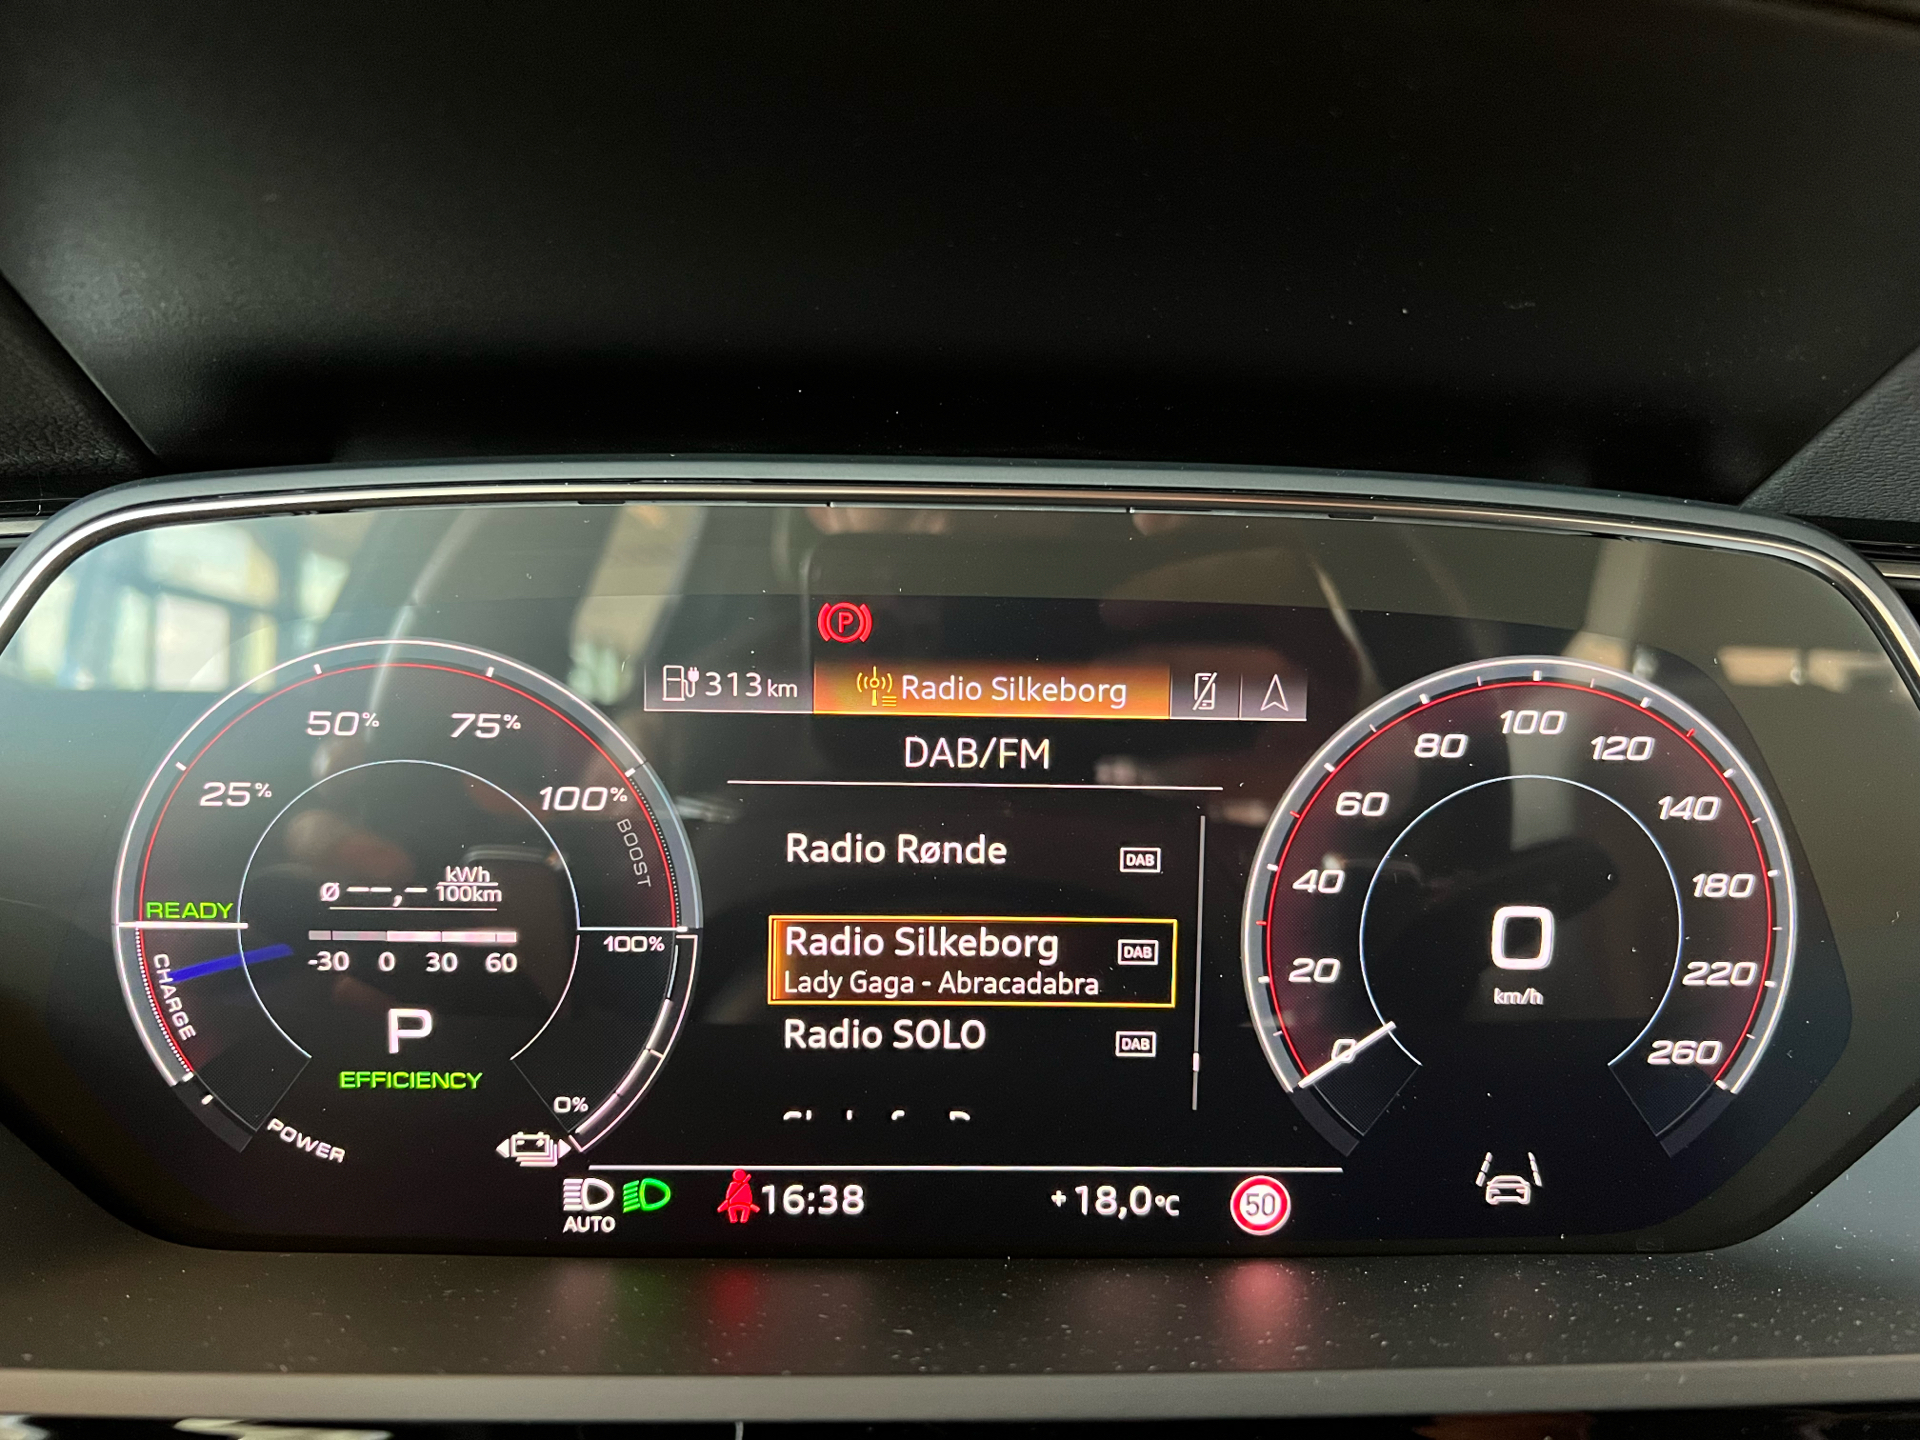 P
313 km
Radio Silkeborg
DAB/FM
Radio Rønde DAB
Radio Silkeborg DAB
Lady Gaga - Abracadabra
Radio SOLO DAB
25%
50%
75%
100%
BOOST
READY
CHARGE
POWER
ø --,- kWh
100km
-30 0 30 60
P
EFFICIENCY
100%
0%
0
20
40
60
80
100
120
140
180
220
260
0
km/h
AUTO
16:38
+18,0°C
50